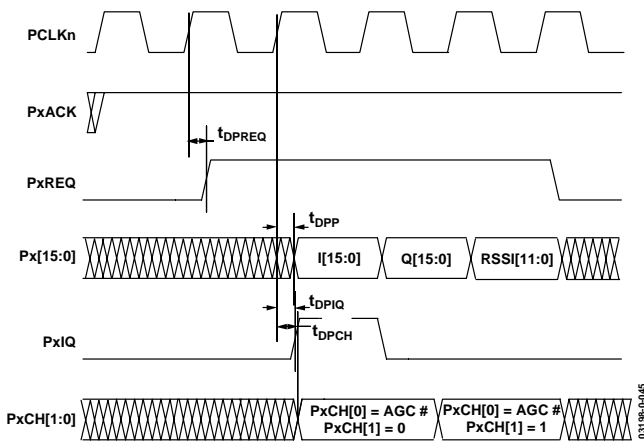 PCLKn
PxACK
tDPREQ
PxREQ
tDPP
Px[15:0]
I[15:0]
Q[15:0]
RSSI[11:0]
tDPIQ
tDPCH
PxIQ
PxCH[1:0]
PxCH[0] = AGC #
PxCH[1] = 0
PxCH[0] = AGC #
PxCH[1] = 1
03198-0-045